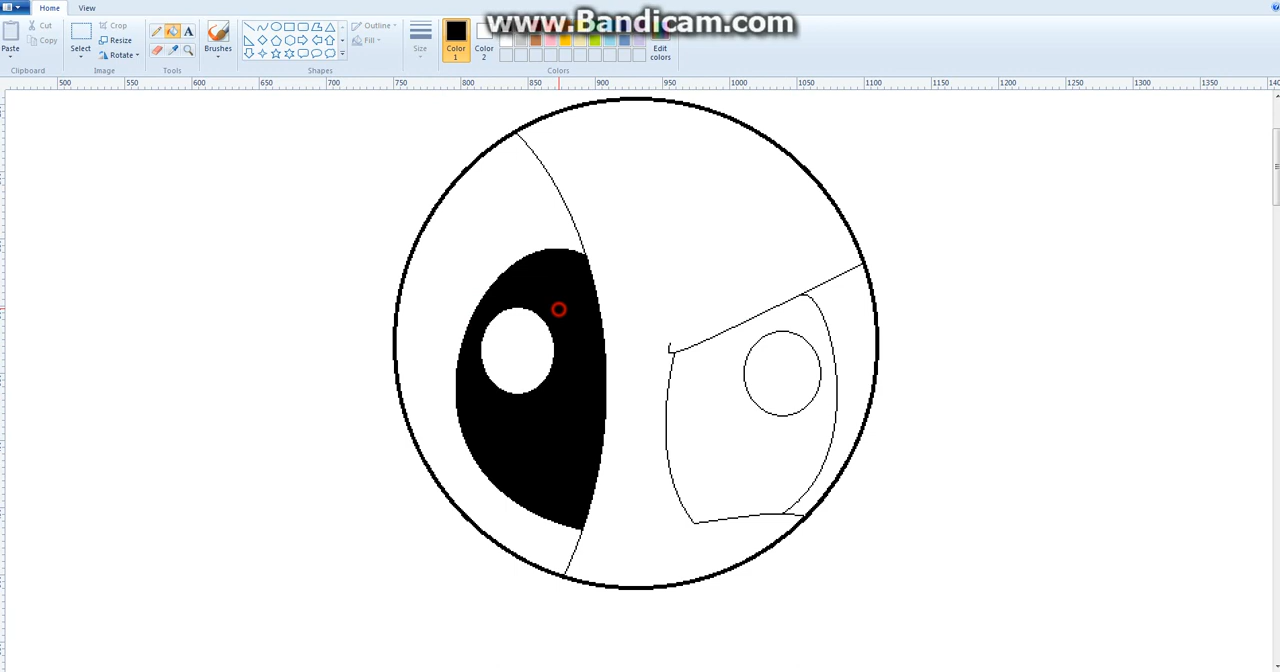 www.Bandicam.com
Home View
Paste
Cut
Copy
Clipboard
Select
Crop
Resize
Rotate
Image
A
Tools
Brushes
Shapes
Outline
Fill
Size
Color 1
Color 2
Edit colors
Colors
500 550 600 650 700 750 800 850 900 950 1000 1050 1100 1150 1200 1250 1300 1350 140